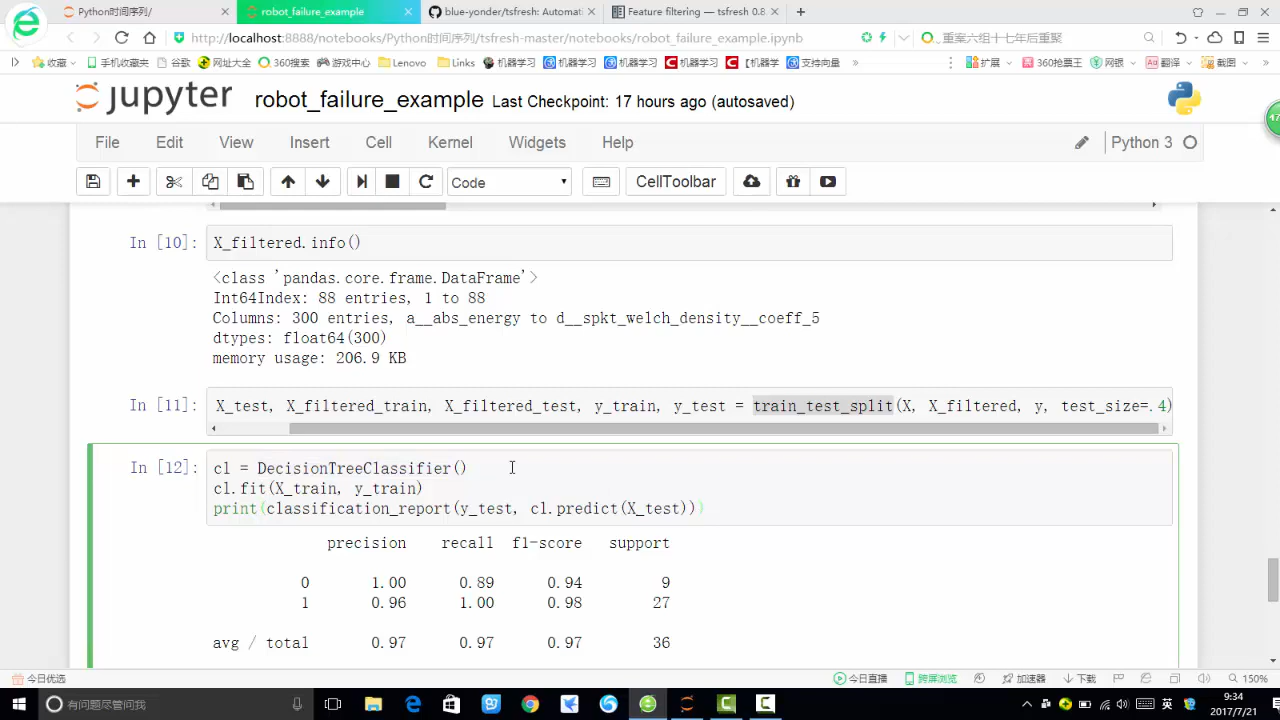 Python时间序列/
robot_failure_example
blue-yonder/tsfresh: Automati
Feature filtering — tsfresh 0.8
http://localhost:8888/notebooks/Python时间序列/tsfresh-master/notebooks/robot_failure_example.ipynb
重案六组十七年后重聚
收藏
手机收藏夹
谷歌
网址大全
360搜索
游戏中心
Lenovo
Links
机器学习
机器学习
机器学习
机器学习
【机器学
支持向量
»
扩展
360抢票王
网银
翻译
截图
»
jupyter
robot_failure_example Last Checkpoint: 17 hours ago (autosaved)
File Edit View Insert Cell Kernel Widgets Help
Python 3
Code
CellToolbar
47
In [10]: X_filtered.info()
<class 'pandas.core.frame.DataFrame'>
Int64Index: 88 entries, 1 to 88
Columns: 300 entries, a__abs_energy to d__spkt_welch_density__coeff_5
dtypes: float64(300)
memory usage: 206.9 KB
In [11]: X_test, X_filtered_train, X_filtered_test, y_train, y_test = train_test_split(X, X_filtered, y, test_size=.4)
In [12]: cl = DecisionTreeClassifier()
cl.fit(X_train, y_train)
print(classification_report(y_test, cl.predict(X_test)))
precision recall f1-score support
0 1.00 0.89 0.94 9
1 0.96 1.00 0.98 27
avg / total 0.97 0.97 0.97 36
今日优选
今日直播
跨屏浏览
加速器
下载
150%
有问题尽管问我
英
9:34
2017/7/21